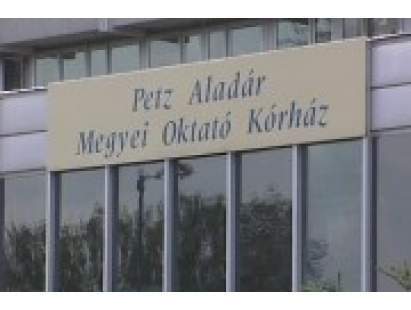 Petz Aladár
Megyei Oktató Kórház